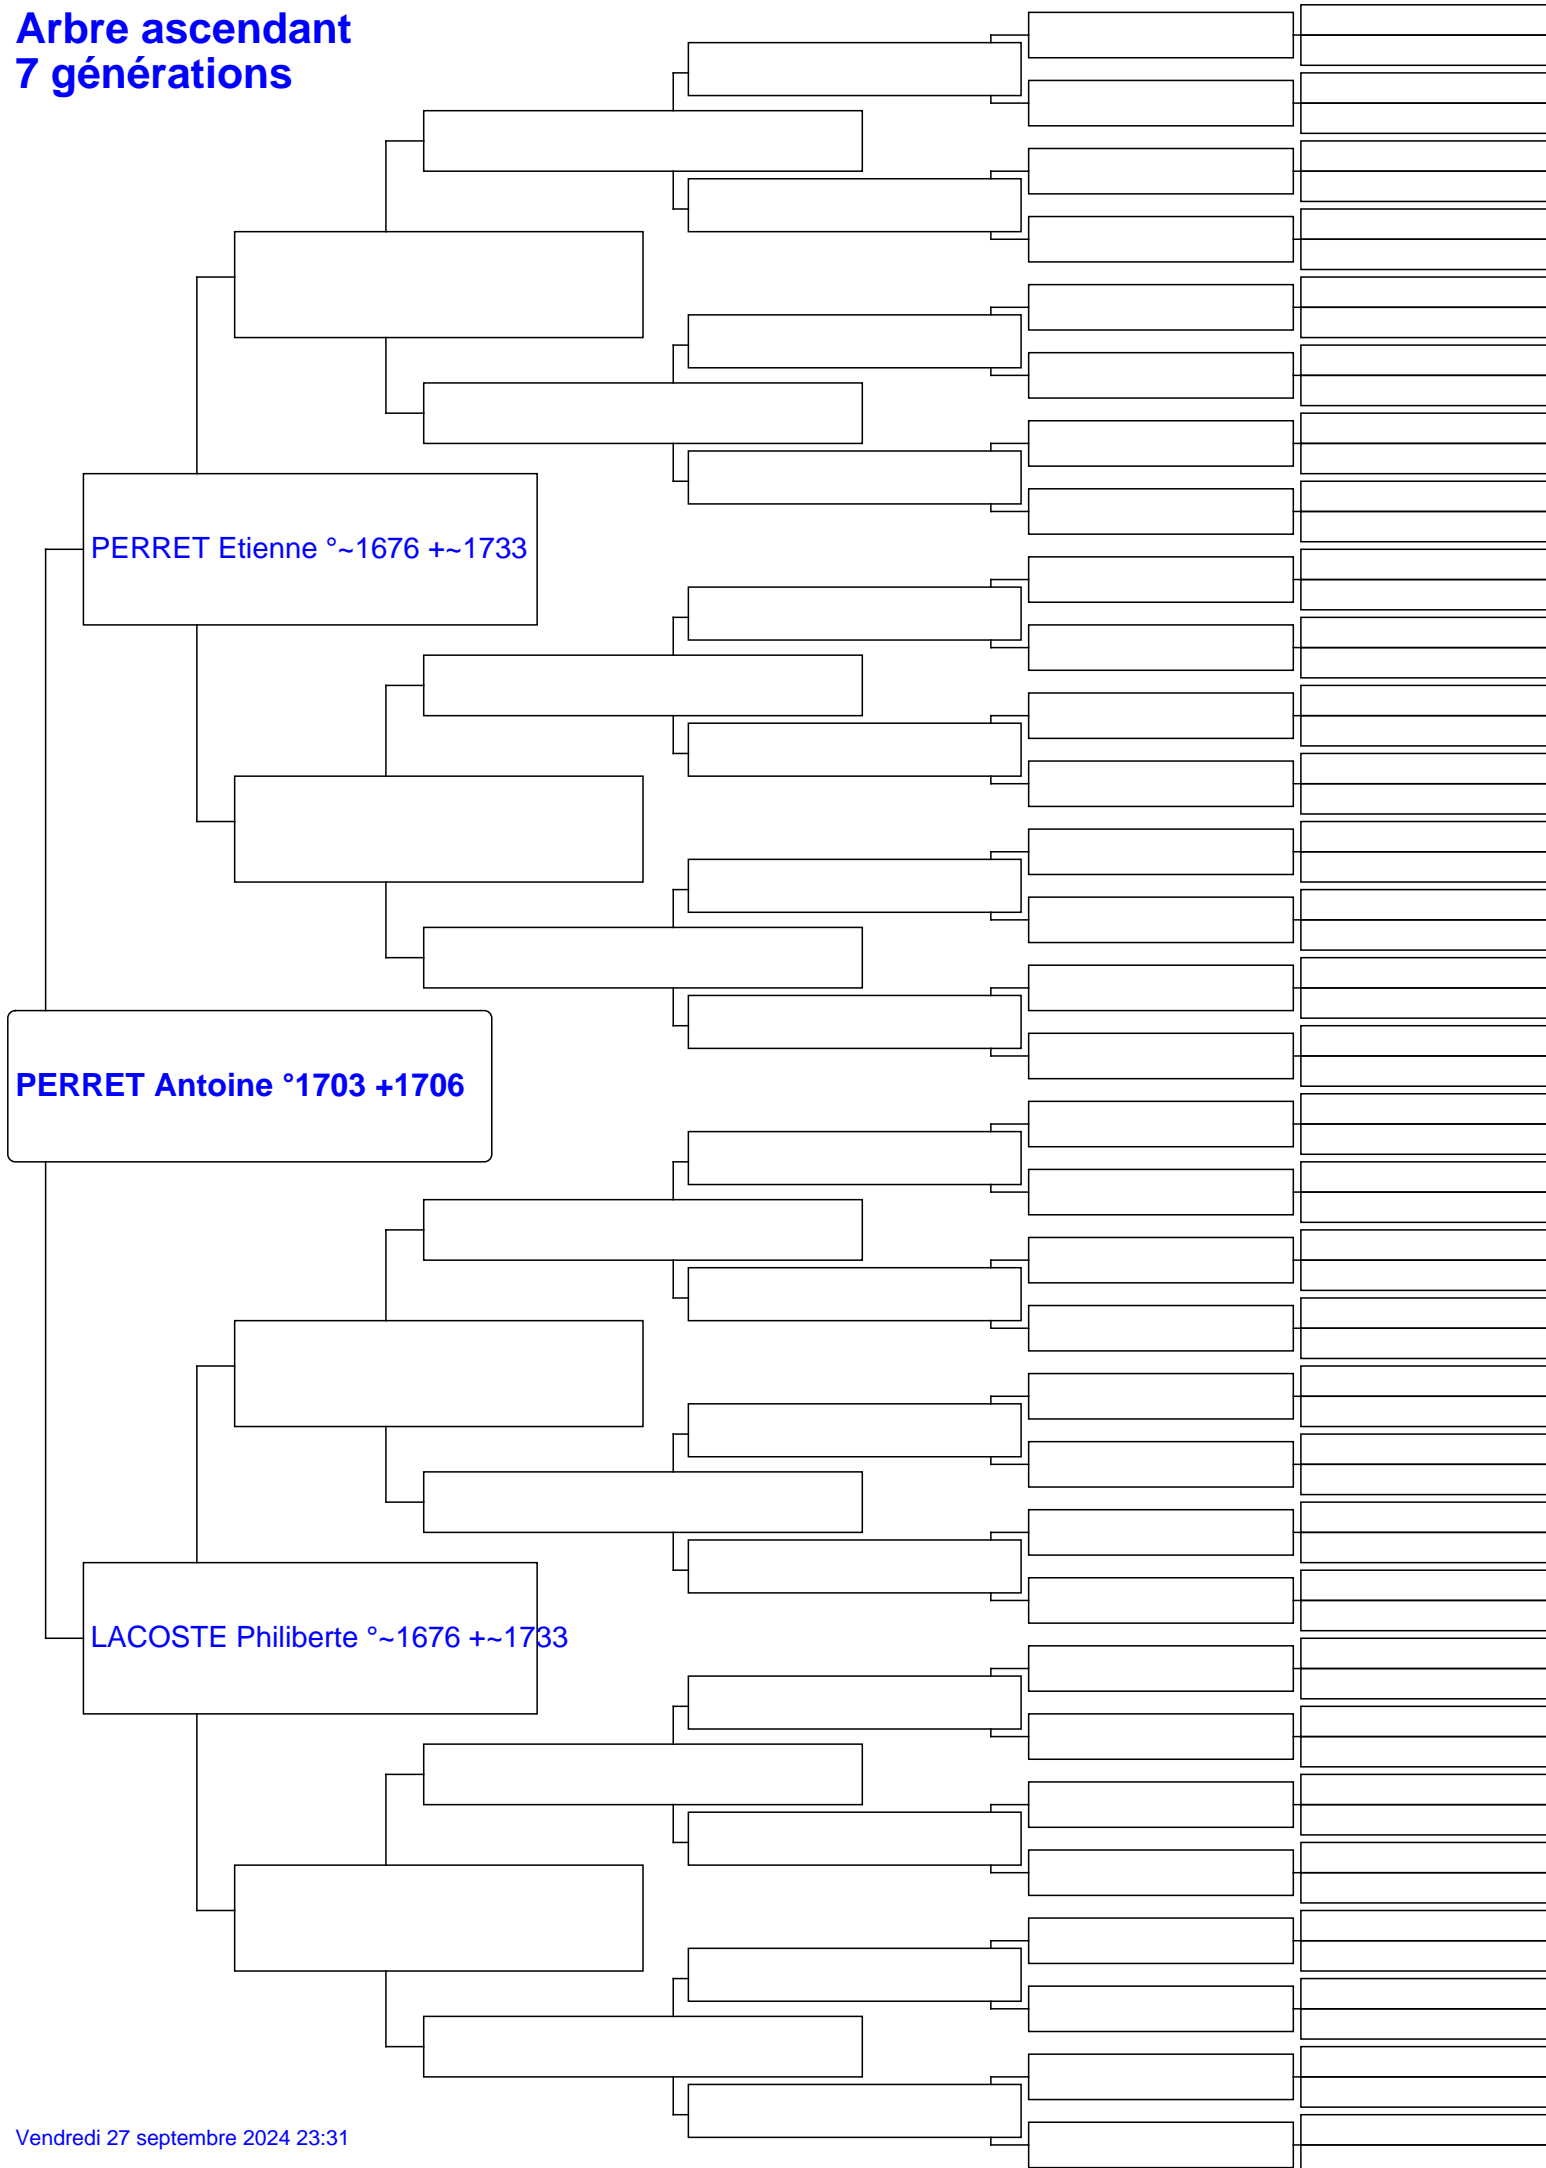 Arbre ascendant
7 générations
PERRET Etienne °~1676 +~1733
PERRET Antoine °1703 +1706
LACOSTE Philiberte °~1676 +~1733
Vendredi 27 septembre 2024 23:31